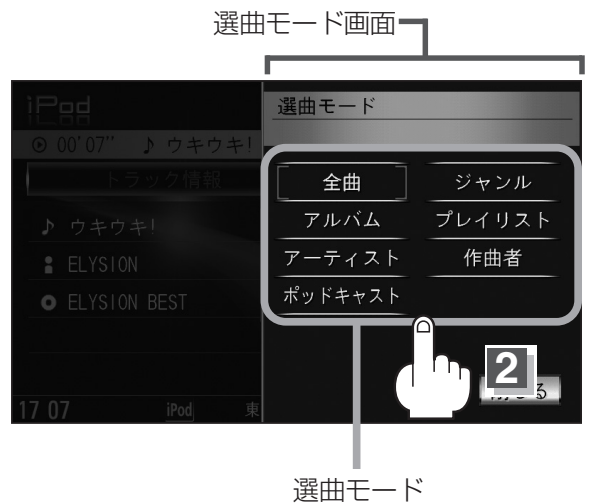 選曲モード画面
iPod
00'07" ♪ ウキウキ!
トラック情報
♪ ウキウキ!
ELYSION
ELYSION BEST
17 07 iPod 東
選曲モード
全曲 ジャンル
アルバム プレイリスト
アーティスト 作曲者
ポッドキャスト
2
選曲モード